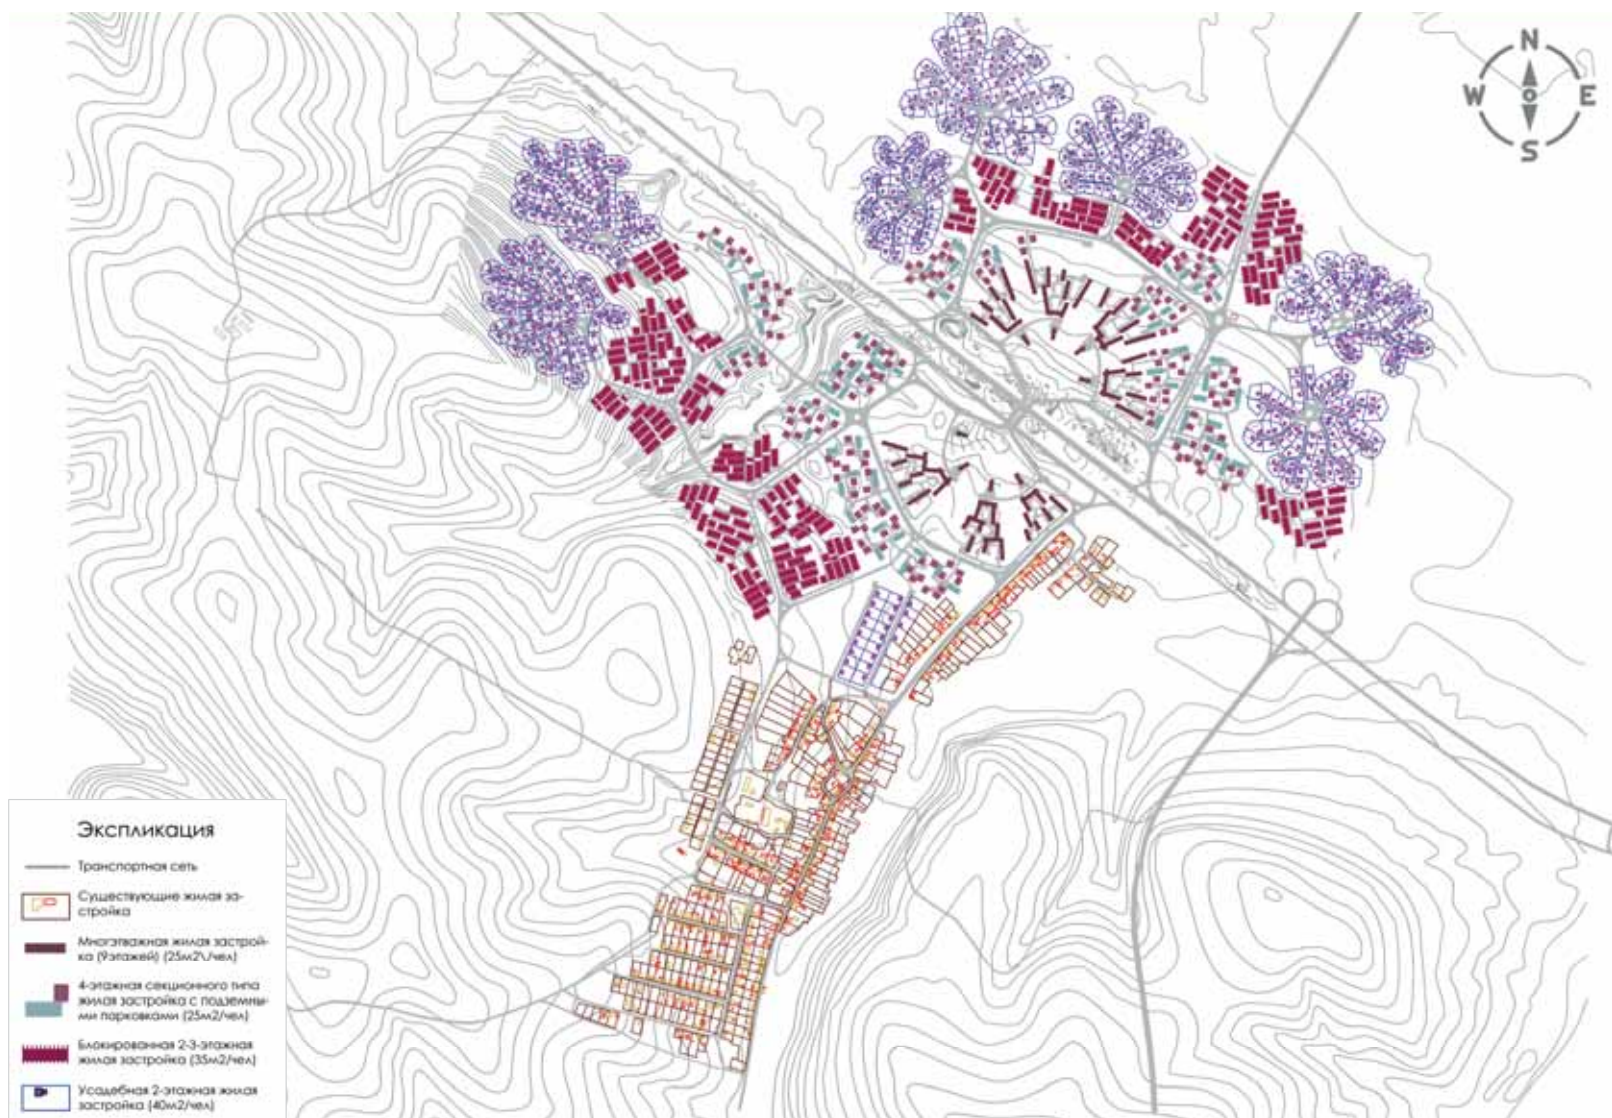 N
W E
S
Экспликация
Транспортная сеть
Существующие жилая за-
стройка
Многэтважная жилая застрой-
ка (9этажей) (25м2\/чел)
4-этажная секционного типа
жилая застройка с подземны-
ми парковками (25м2/чел)
Блокированная 2-3-этажная
жилая застройка (35м2/чел)
Усадебная 2-этажная жилая
застройка (40м2/чел)